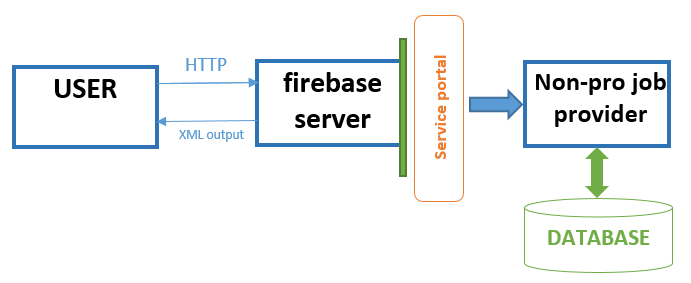 USER
HTTP
XML output
firebase
server
Service portal
Non-pro job
provider
DATABASE